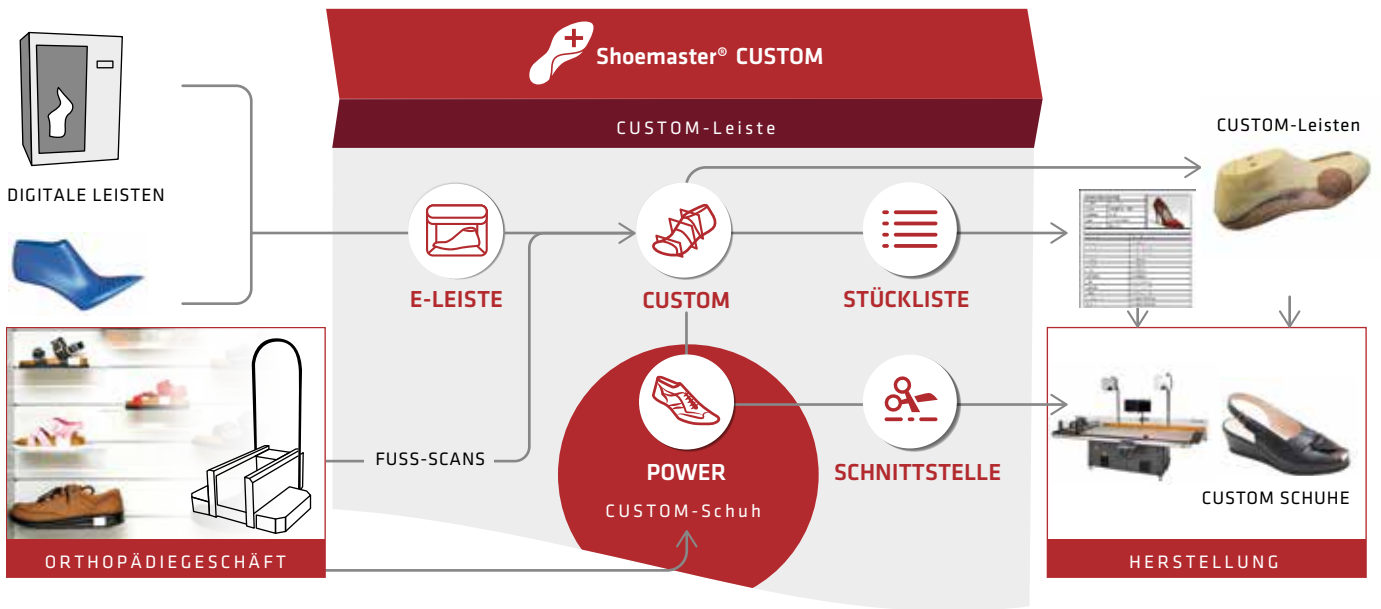 Shoemaster® CUSTOM
CUSTOM-Leiste
DIGITALE LEISTEN
E-LEISTE
CUSTOM
STÜCKLISTE
CUSTOM-Leisten
FUSS-SCANS
POWER
CUSTOM-Schuh
SCHNITTSTELLE
CUSTOM SCHUHE
ORTHOPÄDIEGESCHÄFT
HERSTELLUNG